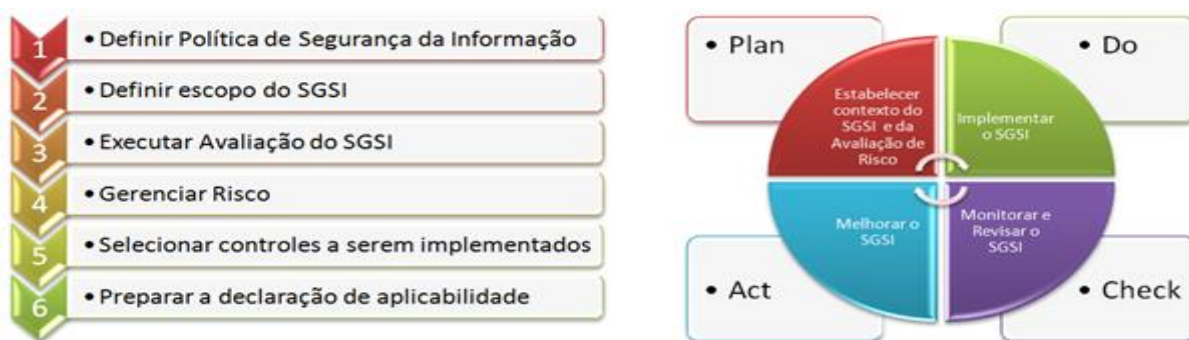 1
• Definir Política de Segurança da Informação
2
• Definir escopo do SGSI
3
• Executar Avaliação do SGSI
4
• Gerenciar Risco
5
• Selecionar controles a serem implementados
6
• Preparar a declaração de aplicabilidade
• Plan
• Do
Estabelecer
contexto do
SGSI e da
Avaliação de
Risco
Implementar
o SGSI
Melhorar o
SGSI
Monitorar e
Revisar o
SGSI
• Act
• Check